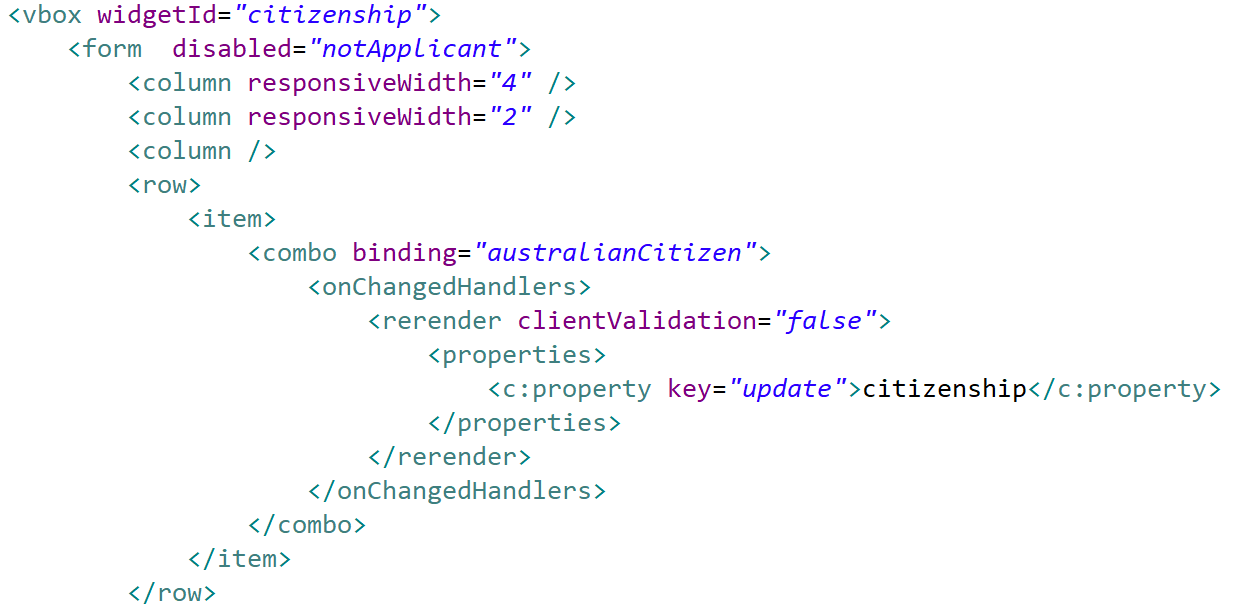 <vbox widgetId="citizenship">
    <form  disabled="notApplicant">
        <column responsiveWidth="4" />
        <column responsiveWidth="2" />
        <column />
        <row>
            <item>
                <combo binding="australianCitizen">
                    <onChangedHandlers>
                        <rerender clientValidation="false">
                            <properties>
                                <c:property key="update">citizenship</c:property>
                            </properties>
                        </rerender>
                    </onChangedHandlers>
                </combo>
            </item>
        </row>